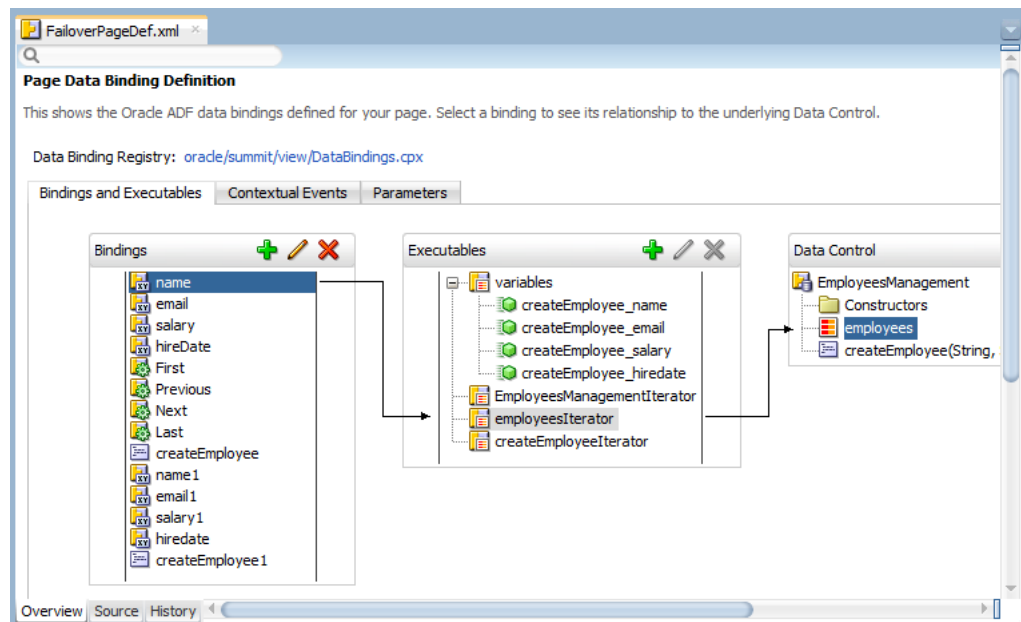 FailoverPageDef.xml
Page Data Binding Definition
This shows the Oracle ADF data bindings defined for your page. Select a binding to see its relationship to the underlying Data Control.
Data Binding Registry: oracle/summit/view/DataBindings.cpx
Bindings and Executables Contextual Events Parameters
Bindings
name
email
salary
hireDate
First
Previous
Next
Last
createEmployee
name1
email1
salary1
hiredate
createEmployee1
Executables
variables
createEmployee_name
createEmployee_email
createEmployee_salary
createEmployee_hiredate
EmployeesManagementIterator
employeesIterator
createEmployeeIterator
Data Control
EmployeesManagement
Constructors
employees
createEmployee(String,
Overview Source History